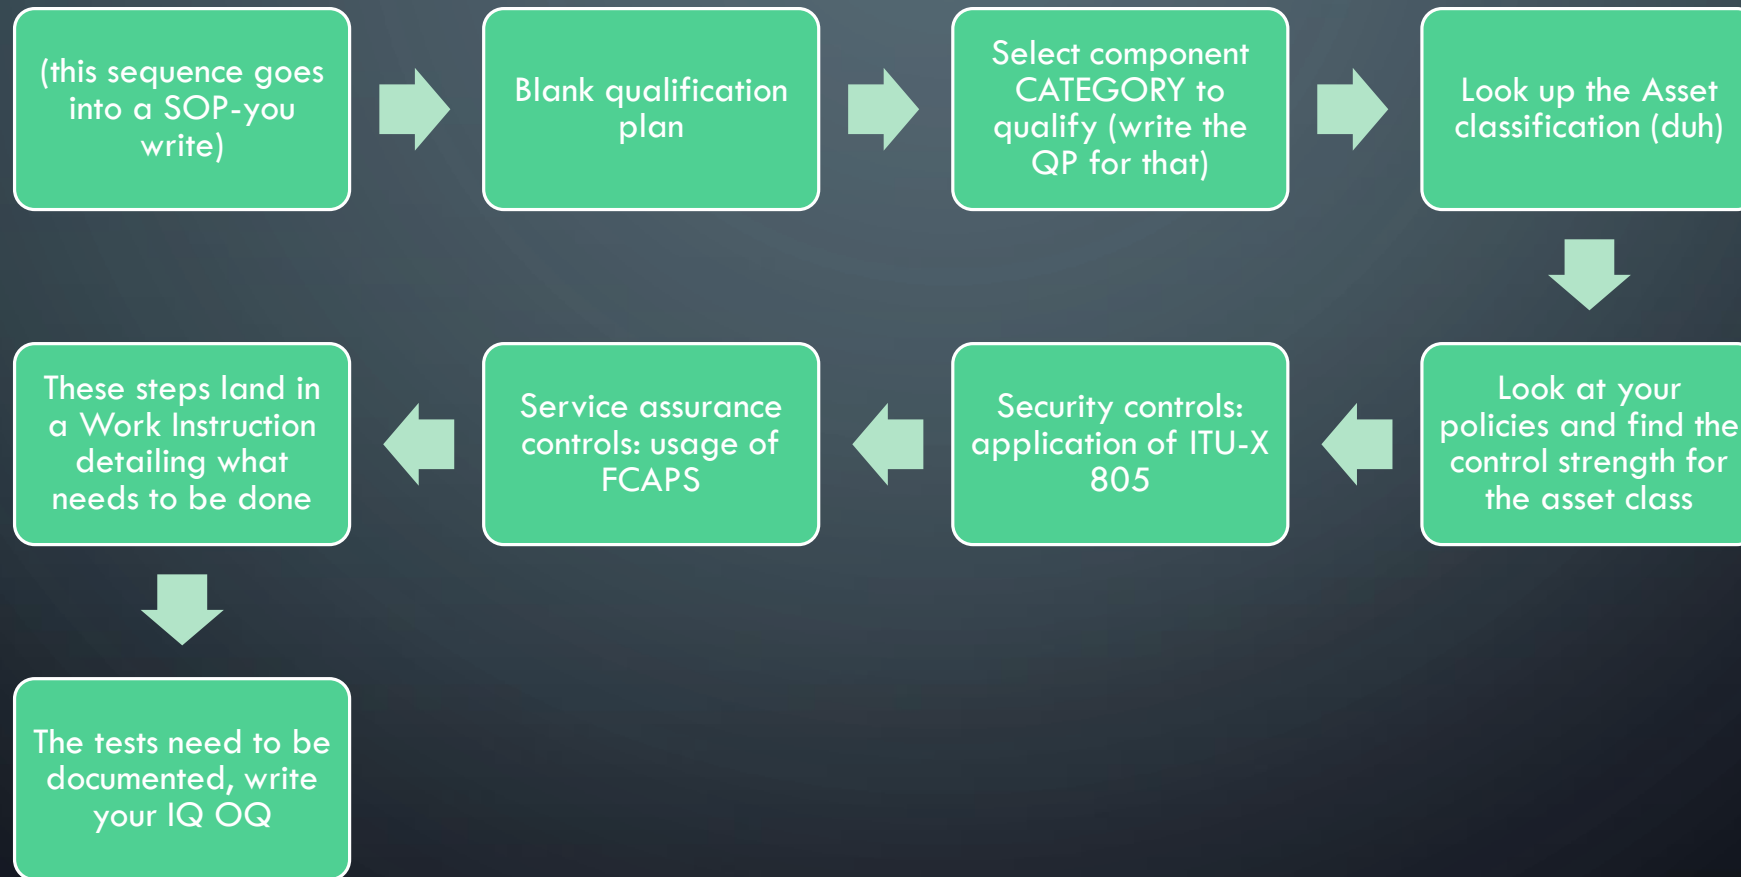 (this sequence goes
into a SOP-you
write)
Blank qualification
plan
Select component
CATEGORY to
qualify (write the
QP for that)
Look up the Asset
classification (duh)
Look at your
policies and find the
control strength for
the asset class
Security controls:
application of ITU-X
805
Service assurance
controls: usage of
FCAPS
These steps land in
a Work Instruction
detailing what
needs to be done
The tests need to be
documented, write
your IQ OQ